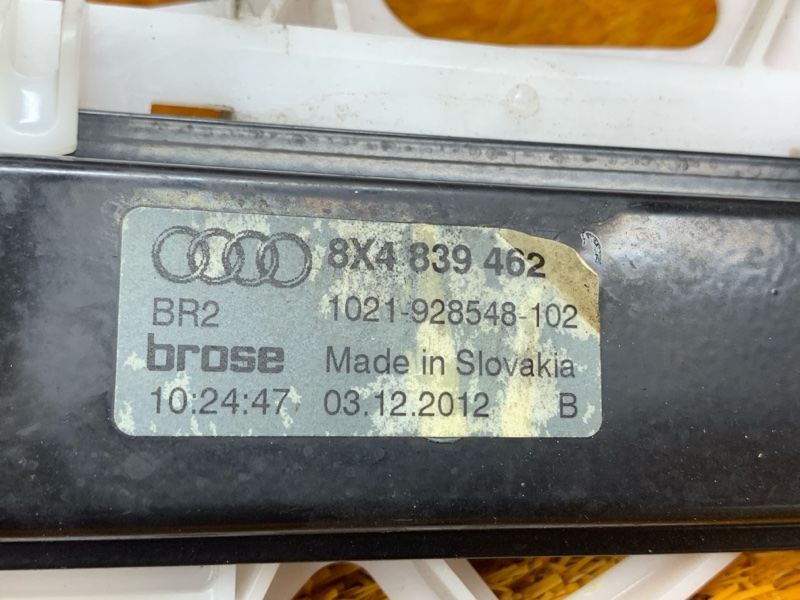 8X4 839 462
BR2 1021-928548-102
brose Made in Slovakia
10:24:47 03.12.2012 B